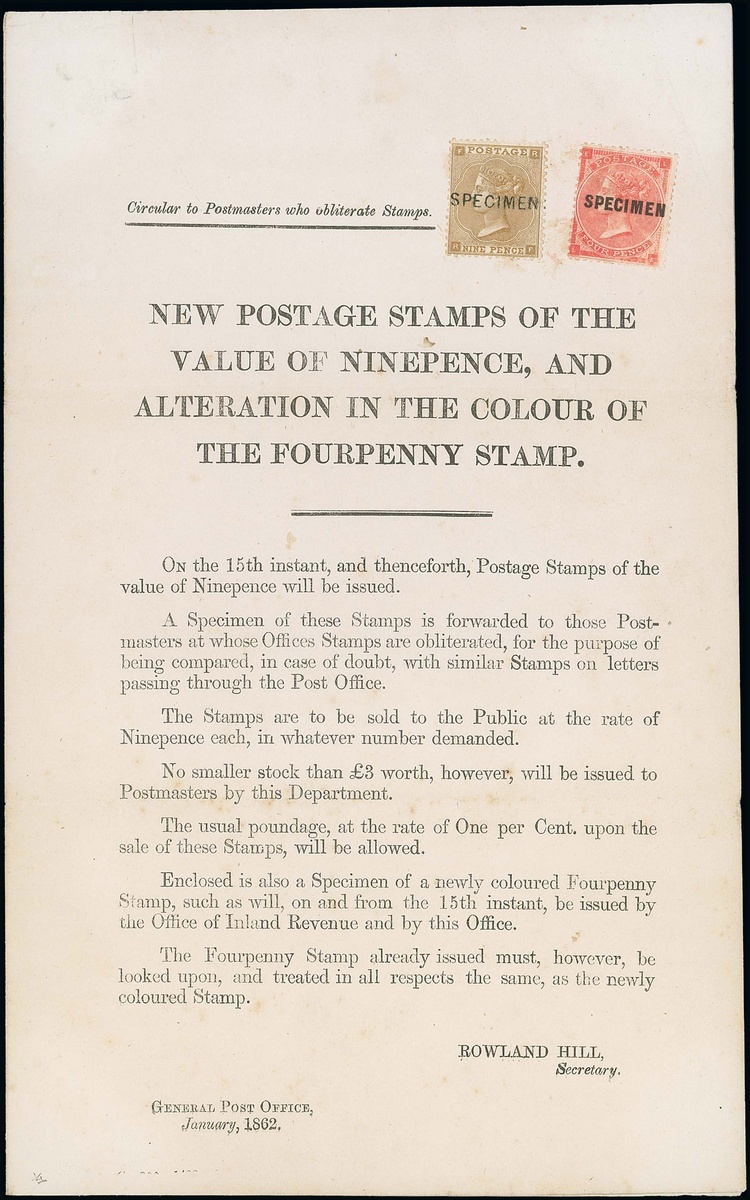 POSTAGE
SPECIMEN
NINE PENCE
POSTAGE
SPECIMEN
FOUR PENCE
Circular to Postmasters who obliterate Stamps.
NEW POSTAGE STAMPS OF THE
VALUE OF NINEPENCE, AND
ALTERATION IN THE COLOUR OF
THE FOURPENNY STAMP.
ON the 15th instant, and thenceforth, Postage Stamps of the
value of Ninepence will be issued.
A Specimen of these Stamps is forwarded to those Post-
masters at whose Offices Stamps are obliterated, for the purpose of
being compared, in case of doubt, with similar Stamps on letters
passing through the Post Office.
The Stamps are to be sold to the Public at the rate of
Ninepence each, in whatever number demanded.
No smaller stock than £3 worth, however, will be issued to
Postmasters by this Department.
The usual poundage, at the rate of One per Cent. upon the
sale of these Stamps, will be allowed.
Enclosed is also a Specimen of a newly coloured Fourpenny
Stamp, such as will, on and from the 15th instant, be issued by
the Office of Inland Revenue and by this Office.
The Fourpenny Stamp already issued must, however, be
looked upon, and treated in all respects the same, as the newly
coloured Stamp.
ROWLAND HILL,
Secretary.
GENERAL POST OFFICE,
January, 1862.